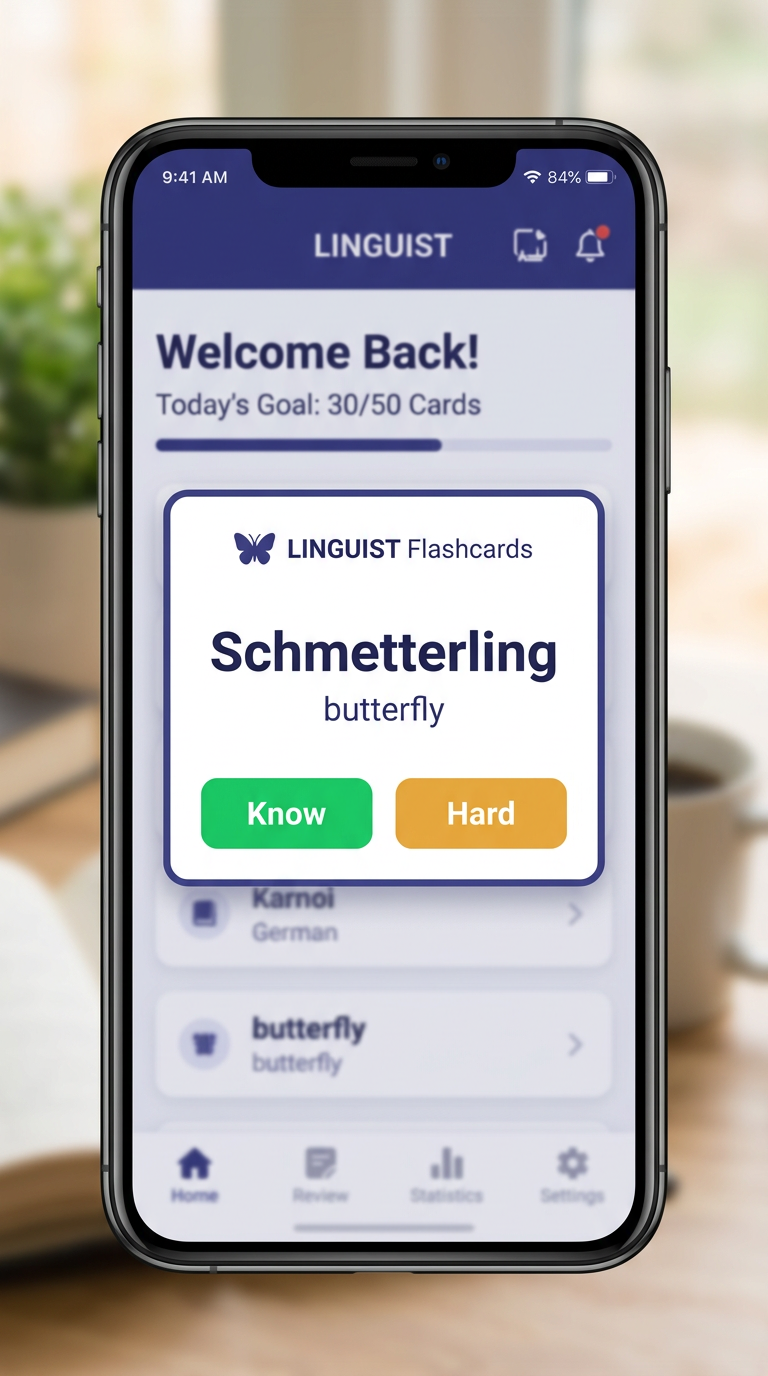 9:41 AM 84%
LINGUIST
Welcome Back!
Today's Goal: 30/50 Cards
LINGUIST Flashcards
Schmetterling
butterfly
Know Hard
Karnoi
German
butterfly
butterfly
Home Review Statistics Settings